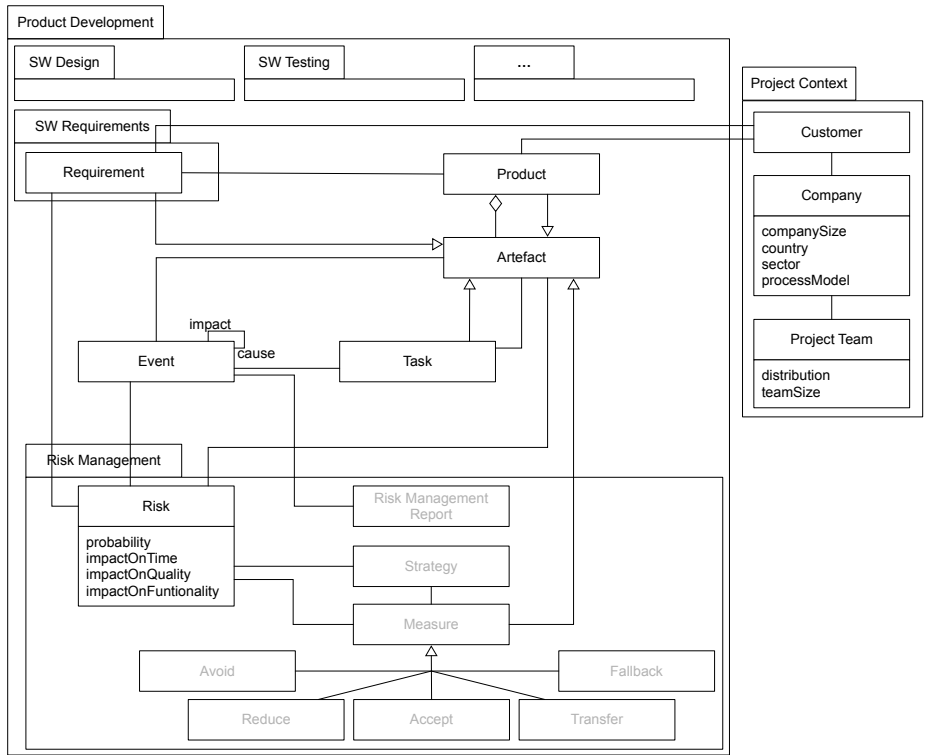 Product Development
SW Design
SW Testing
...
Project Context
SW Requirements
Customer
Requirement
Product
Company
companySize
country
sector
processModel
Artefact
impact
cause
Event
Task
Project Team
distribution
teamSize
Risk Management
Risk
probability
impactOnTime
impactOnQuality
impactOnFuntionality
Risk Management
Report
Strategy
Measure
Avoid
Fallback
Reduce
Accept
Transfer